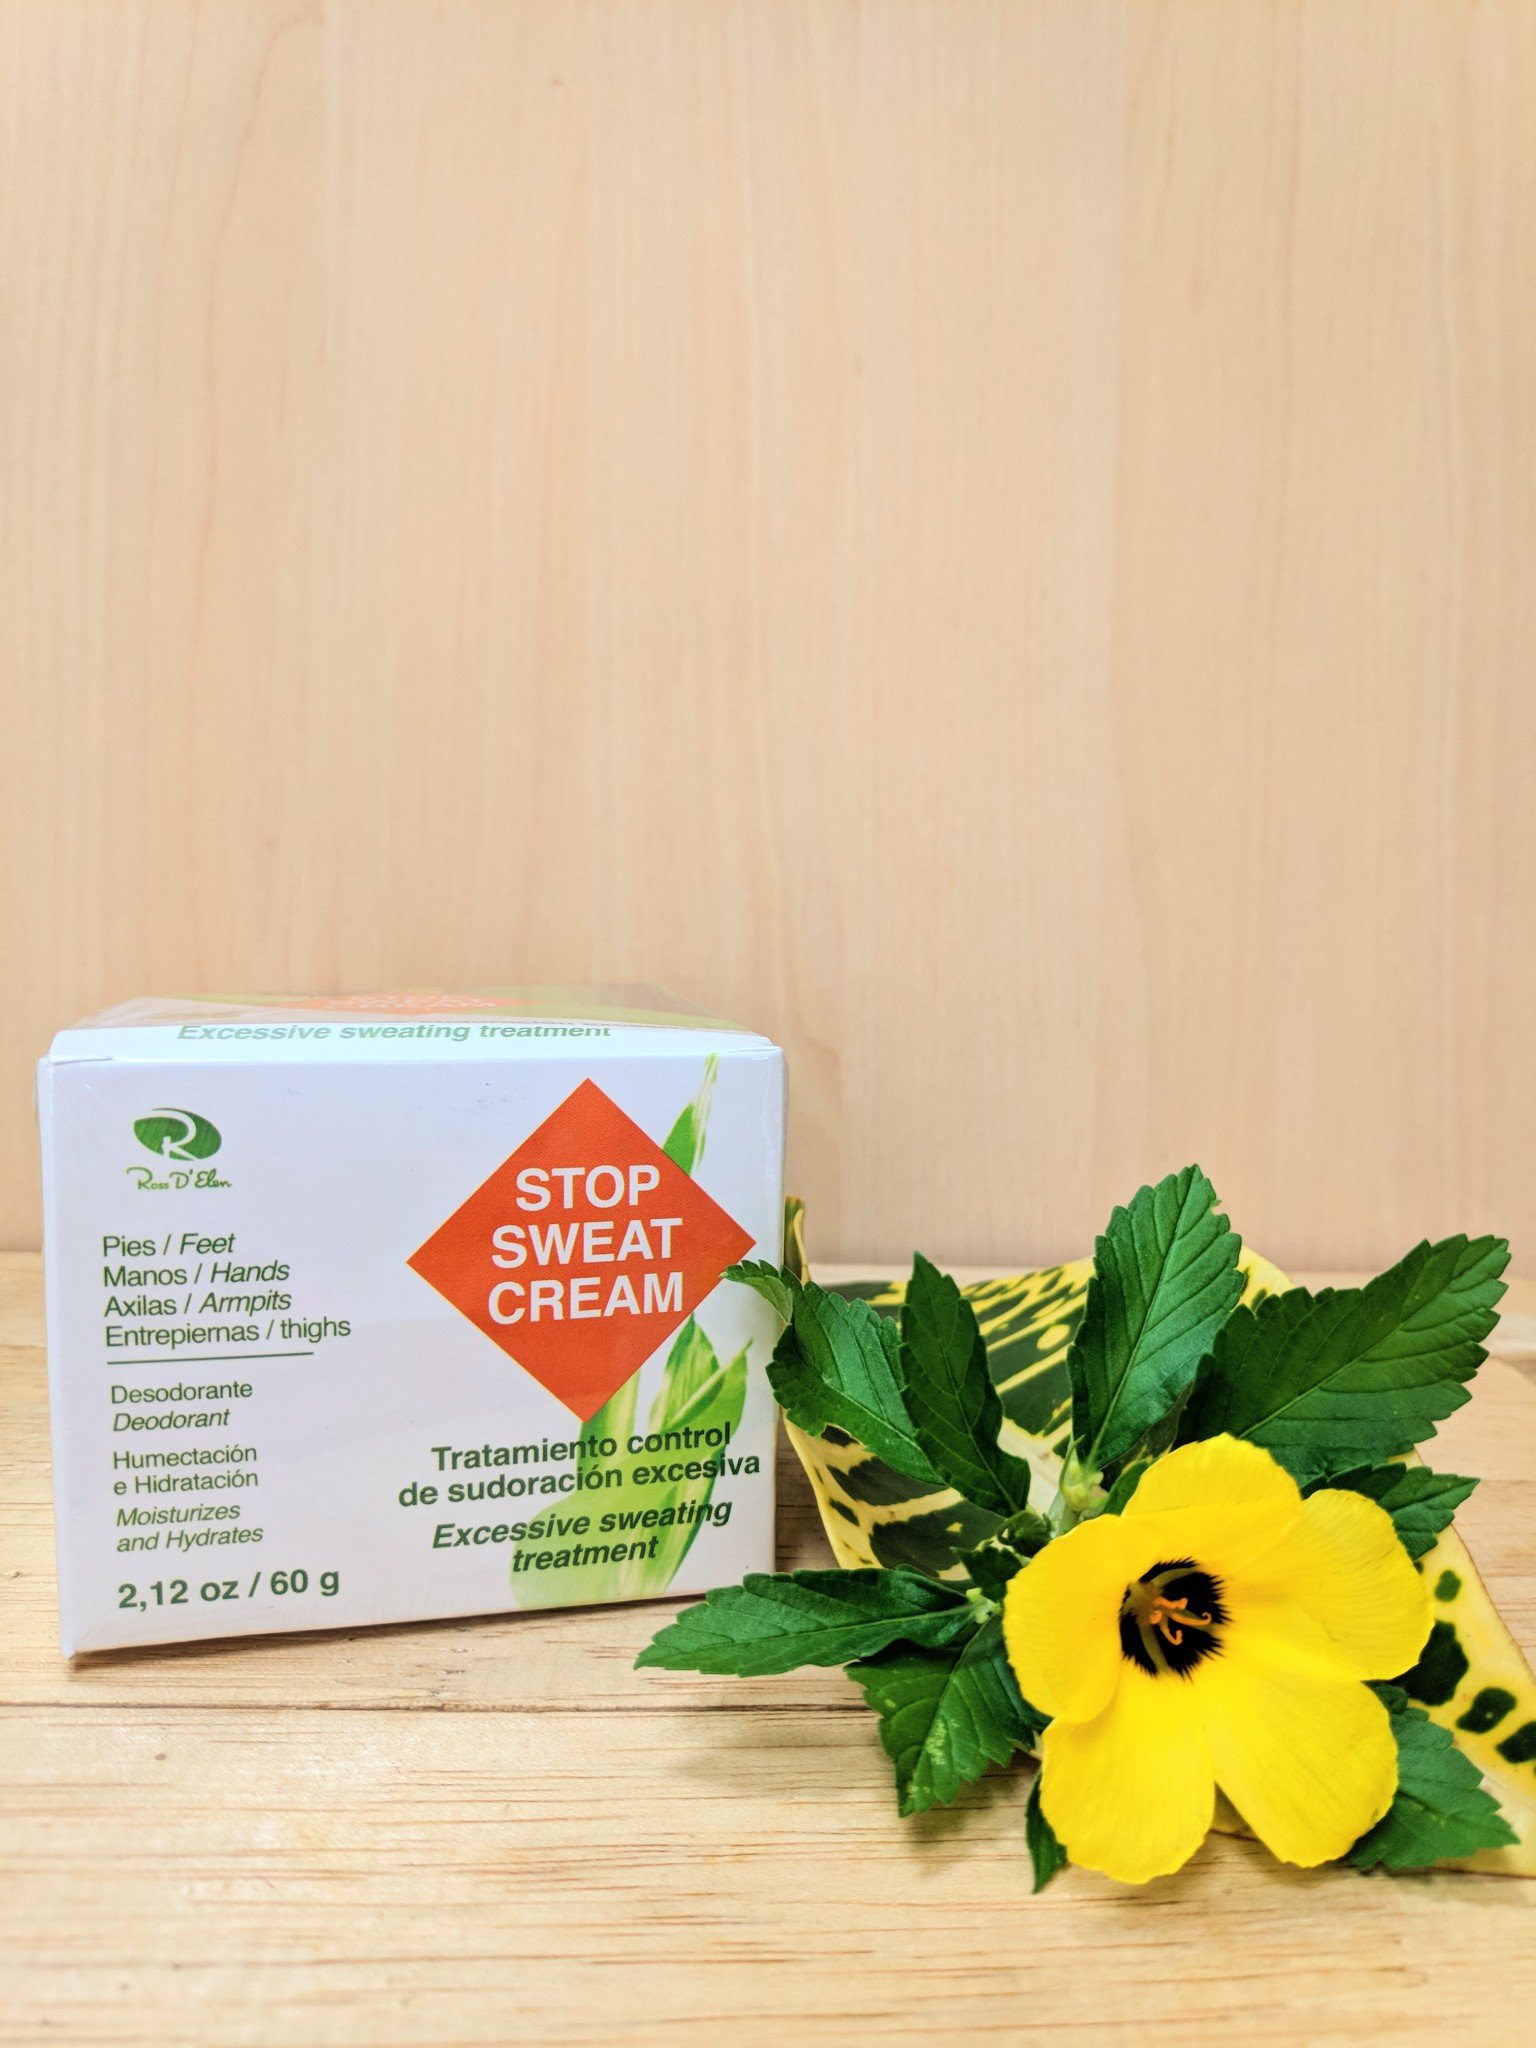 Excessive sweating treatment
Ross D'Elen
Pies / Feet
Manos / Hands
Axilas / Armpits
Entrepiernas / thighs
Desodorante
Deodorant
Humectación
e Hidratación
Moisturizes
and Hydrates
2,12 oz / 60 g
STOP
SWEAT
CREAM
Tratamiento control
de sudoración excesiva
Excessive sweating
treatment